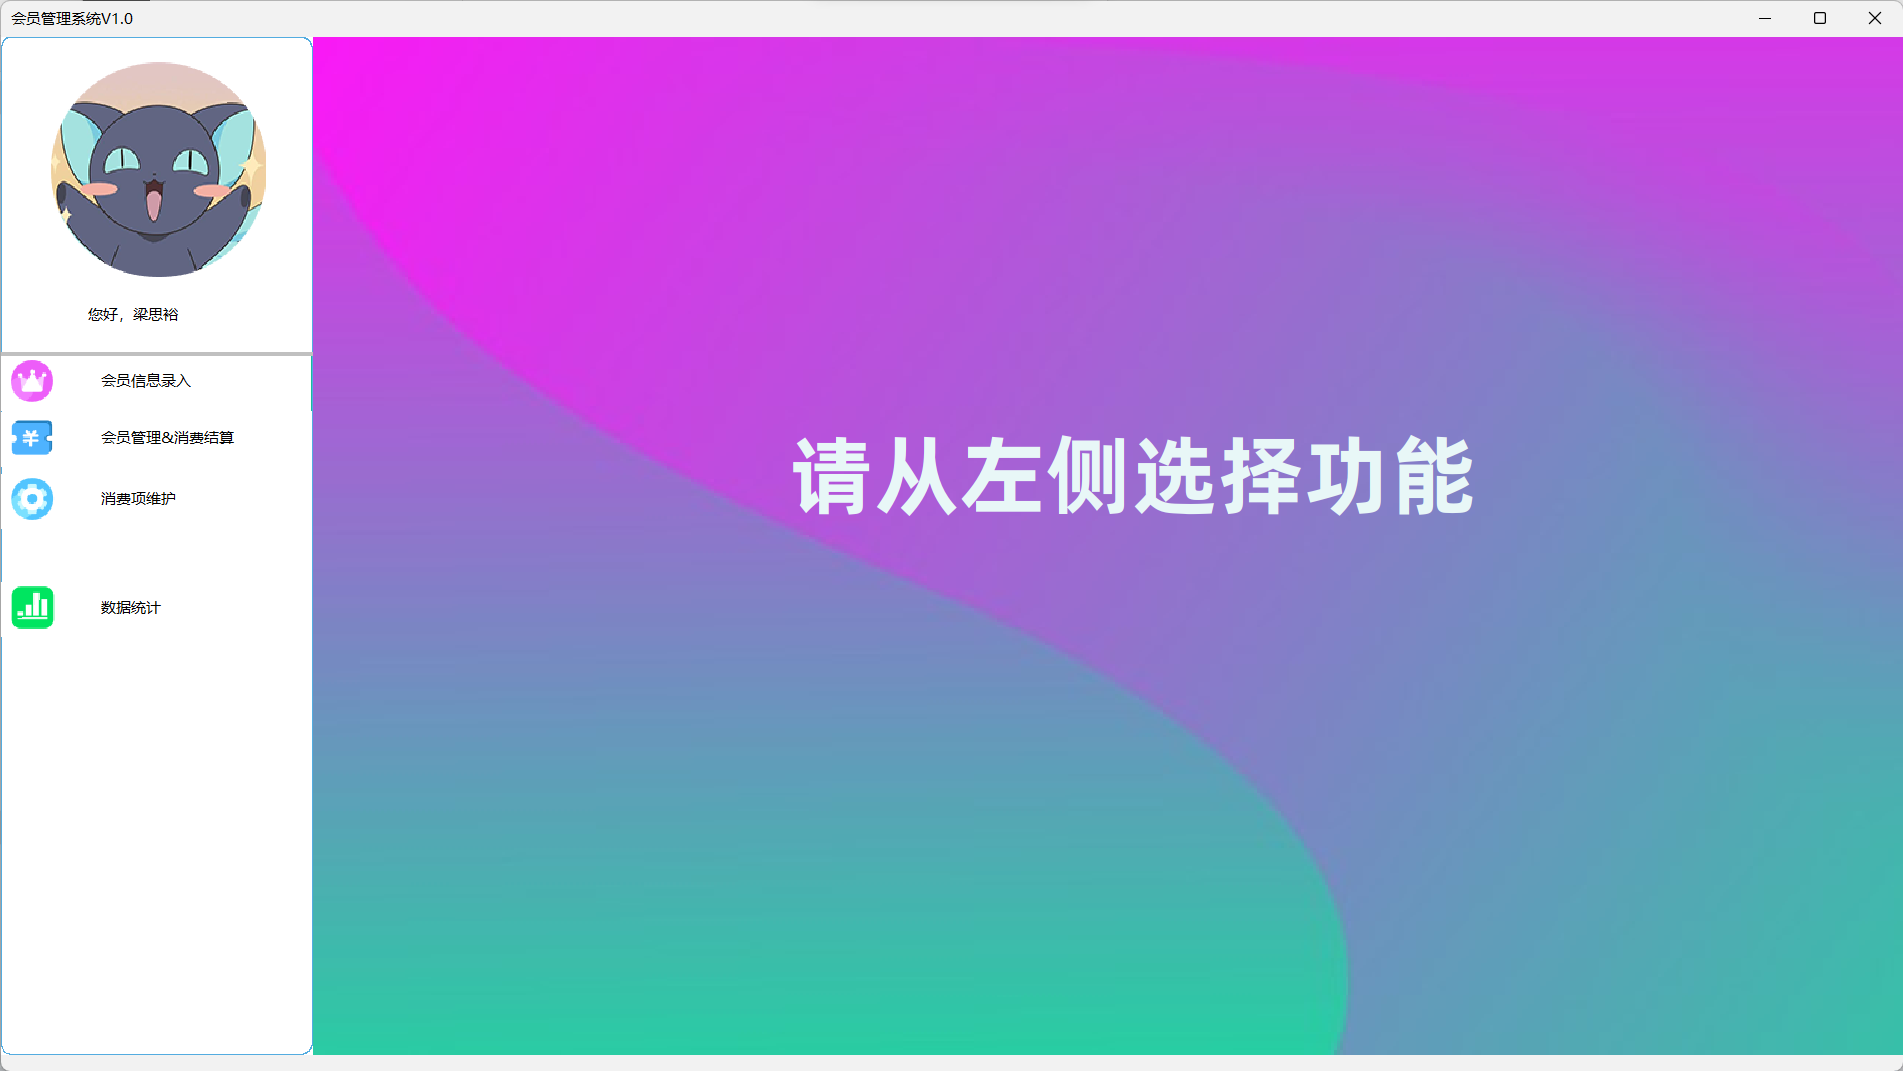 会员管理系统V1.0
您好，梁思裕
会员信息录入
会员管理&消费结算
消费项维护
数据统计
请从左侧选择功能